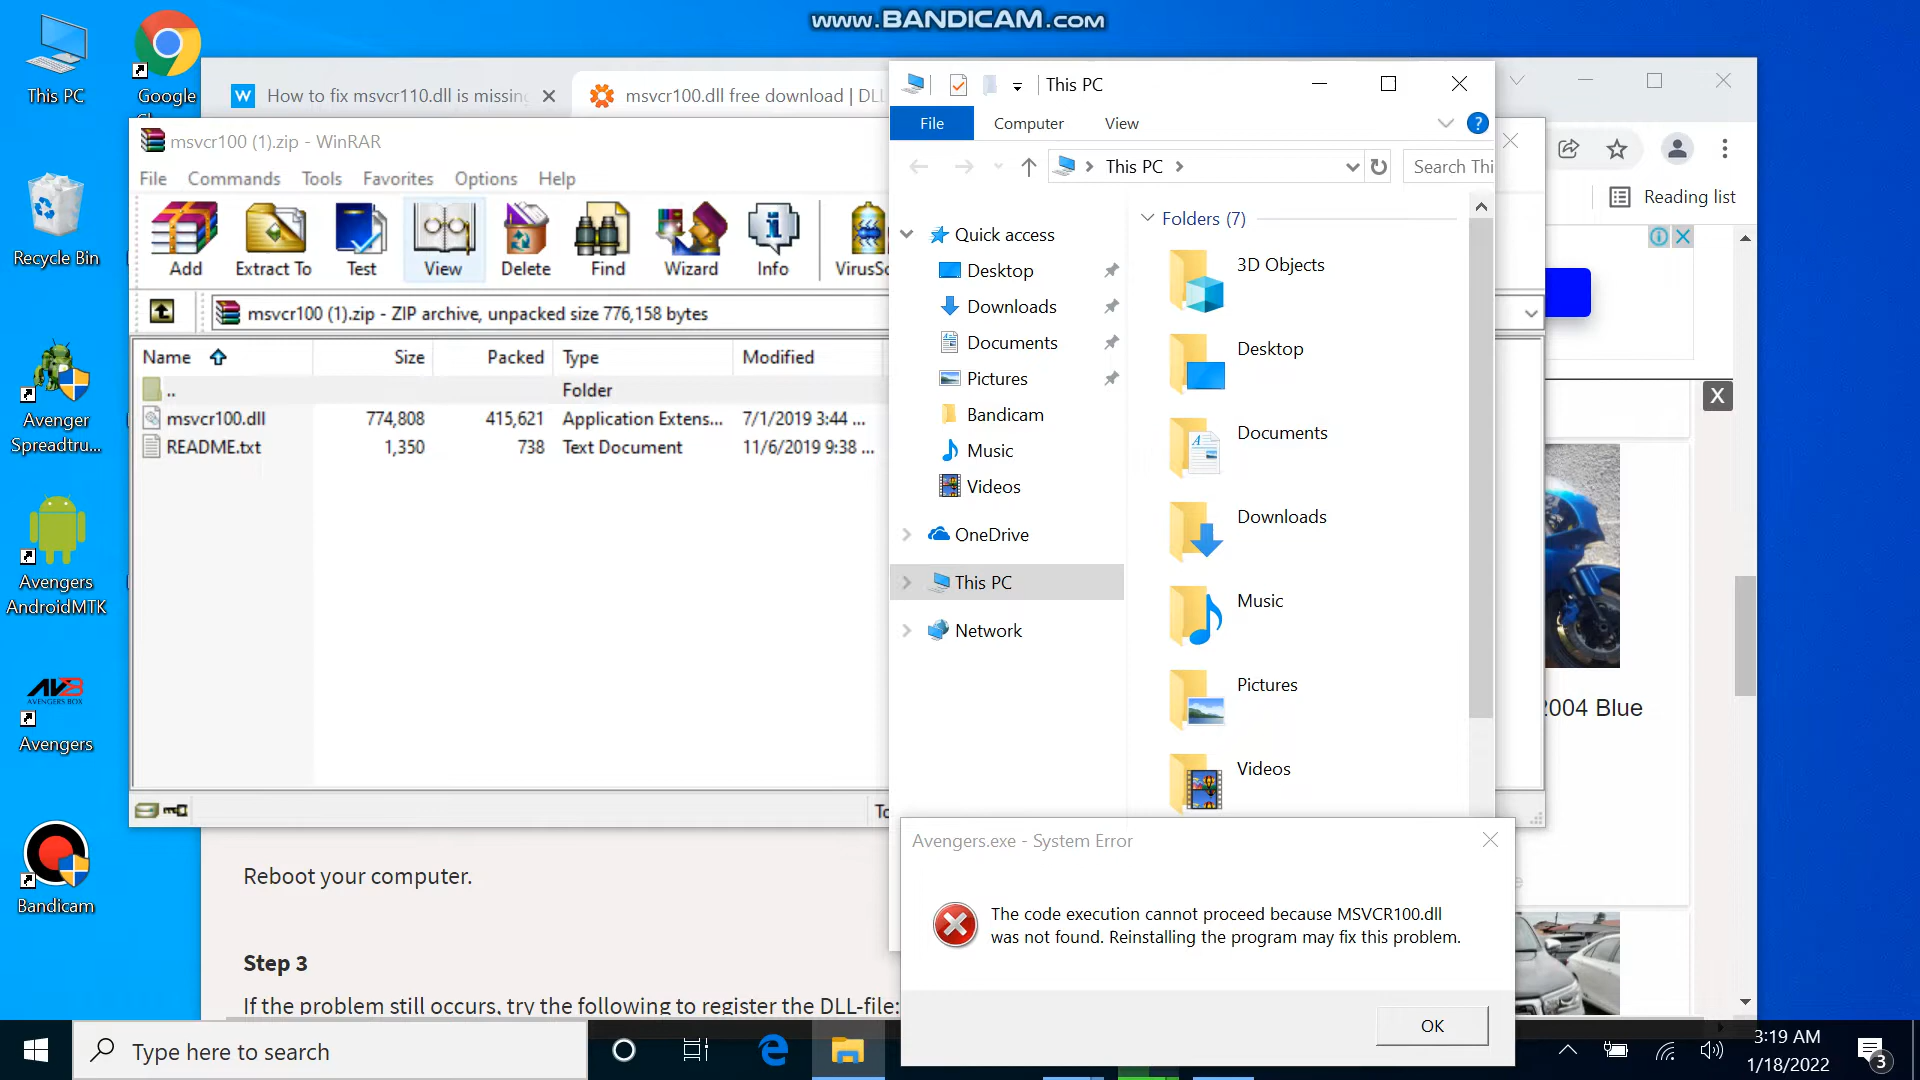 www.BANDICAM.com
This PC
Google
Recycle Bin
Avenger
Spreadtru...
Avengers
AndroidMTK
AVENGERS BOX
Avengers
Bandicam
How to fix msvcr110.dll is missing
msvcr100.dll free download | DLL
Reading list
msvcr100 (1).zip - WinRAR
File Commands Tools Favorites Options Help
Add Extract To Test View Delete Find Wizard Info VirusSc
msvcr100 (1).zip - ZIP archive, unpacked size 776,158 bytes
Name Size Packed Type Modified
.. Folder
msvcr100.dll 774,808 415,621 Application Extens... 7/1/2019 3:44 ...
README.txt 1,350 738 Text Document 11/6/2019 9:38 ...
To
This PC
File Computer View
This PC
Search Thi
Quick access
Desktop
Downloads
Documents
Pictures
Bandicam
Music
Videos
OneDrive
This PC
Network
Folders (7)
3D Objects
Desktop
Documents
Downloads
Music
Pictures
Videos
X
2004 Blue
Reboot your computer.
Step 3
If the problem still occurs, try the following to register the DLL-file:
Avengers.exe - System Error
The code execution cannot proceed because MSVCR100.dll
was not found. Reinstalling the program may fix this problem.
OK
Type here to search
3:19 AM
1/18/2022
3